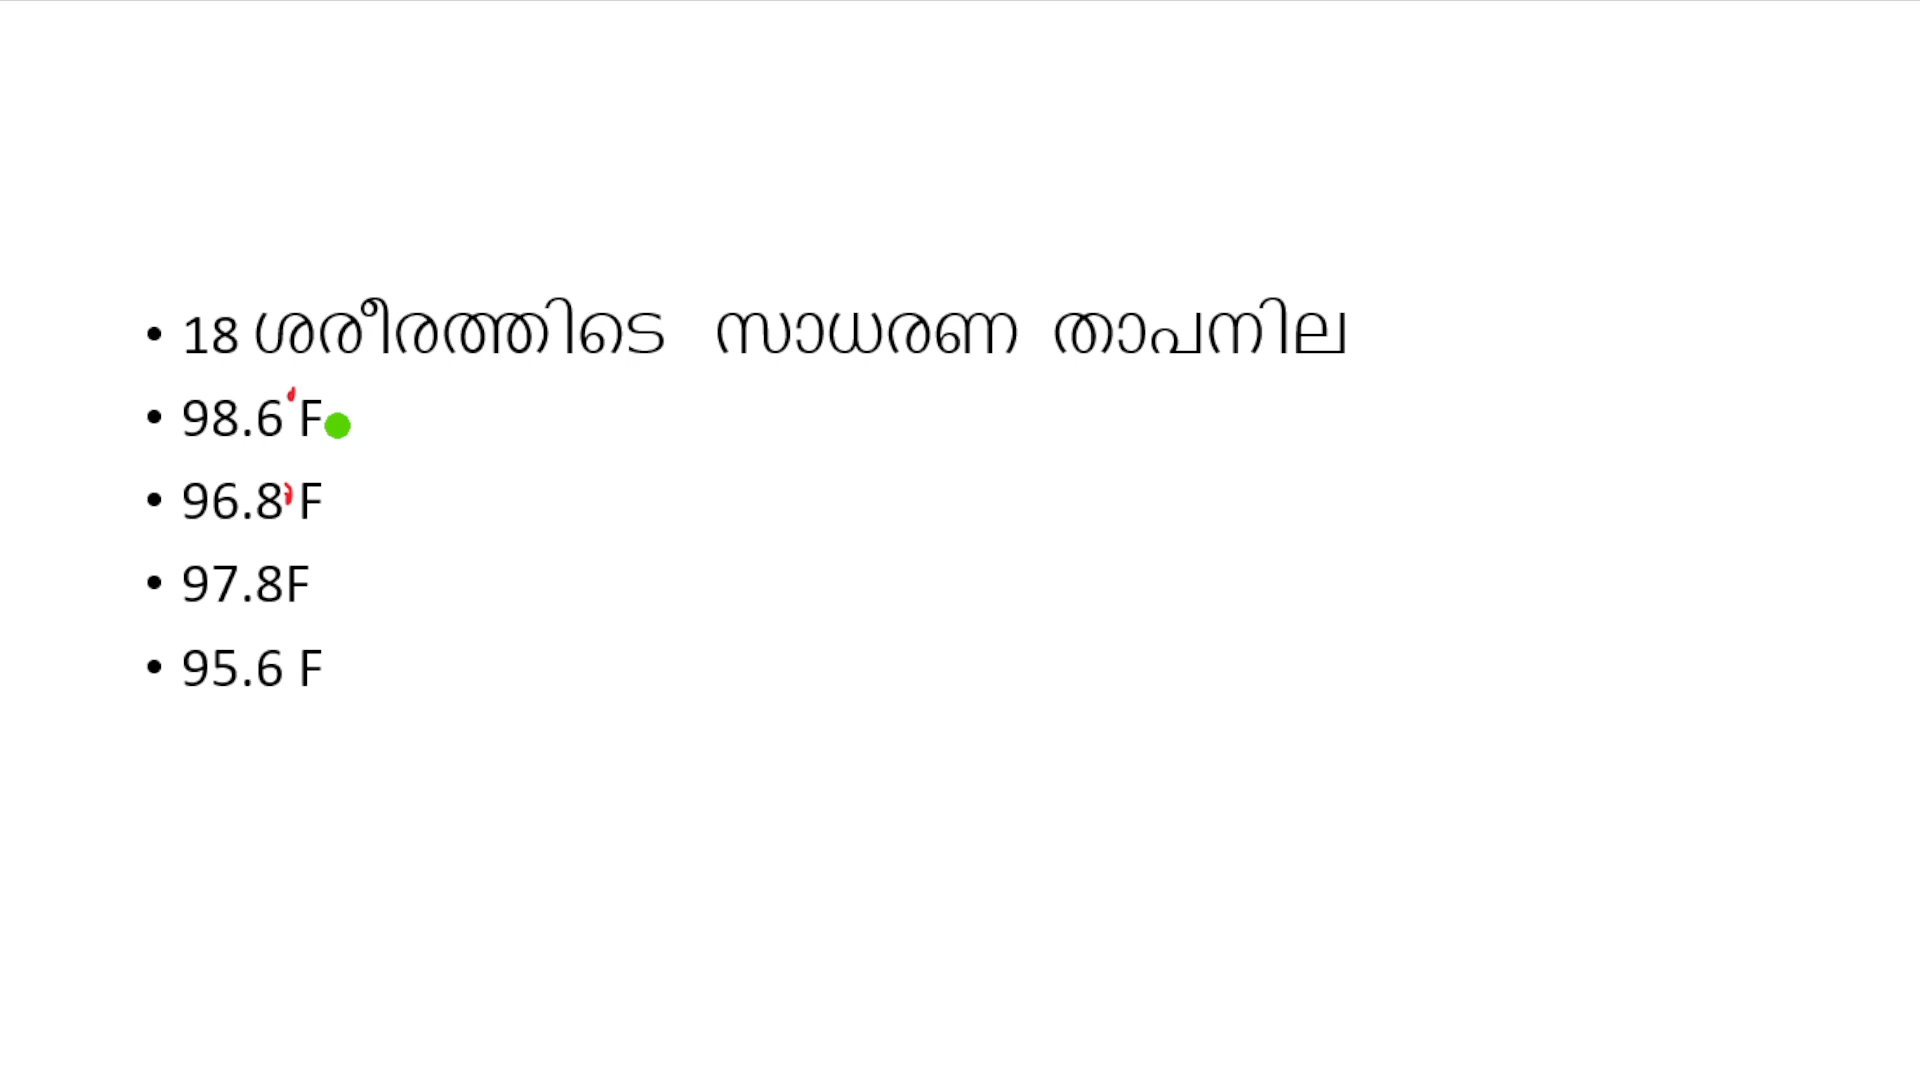 • 18 ശരീരത്തിടെ സാധരണ താപനില
• 98.6 F
• 96.8 F
• 97.8F
• 95.6 F